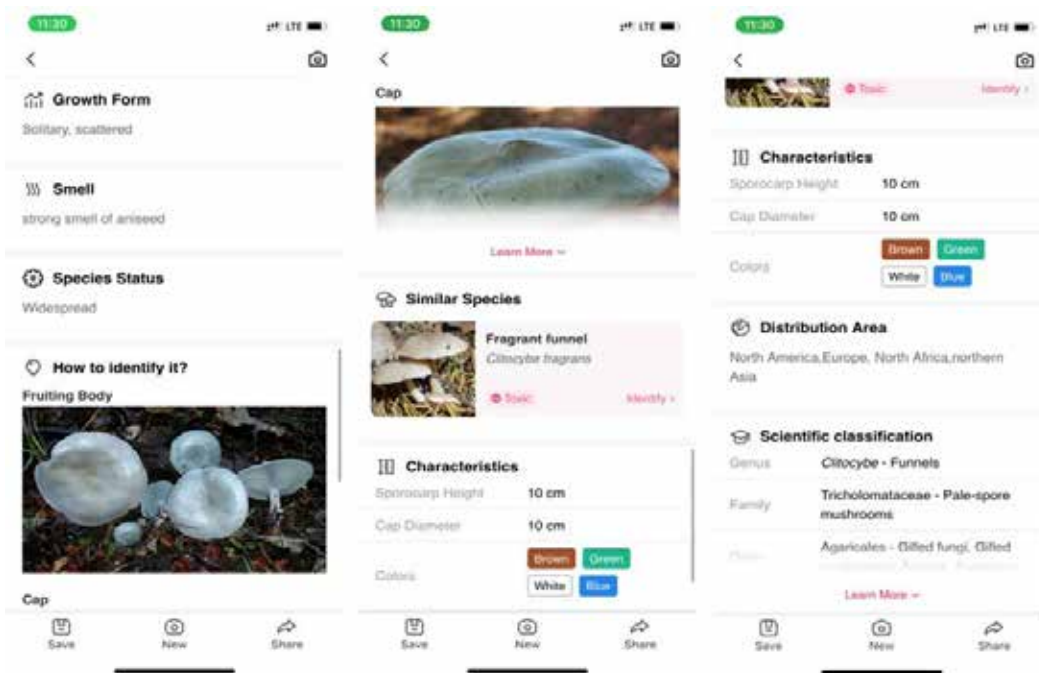 11:30
LTE
Growth Form
Solitary, scattered
Smell
strong smell of aniseed
Species Status
Widespread
How to identify it?
Fruiting Body
Cap
Save
New
Share
11:30
LTE
Cap
Learn More
Similar Species
Fragrant funnel
Clitocybe fragrans
Toxic
Identify >
Characteristics
Sporocarp Height 10 cm
Cap Diameter 10 cm
Colors
Brown Green
White Blue
Save
New
Share
11:30
LTE
Toxic
Identify >
Characteristics
Sporocarp Height 10 cm
Cap Diameter 10 cm
Colors
Brown Green
White Blue
Distribution Area
North America,Europe, North Africa,northern
Asia
Scientific classification
Genus Clitocybe - Funnels
Family Tricholomataceae - Pale-spore
mushrooms
Agaricales - Gilled fungi, Gilled
Learn More
Save
New
Share